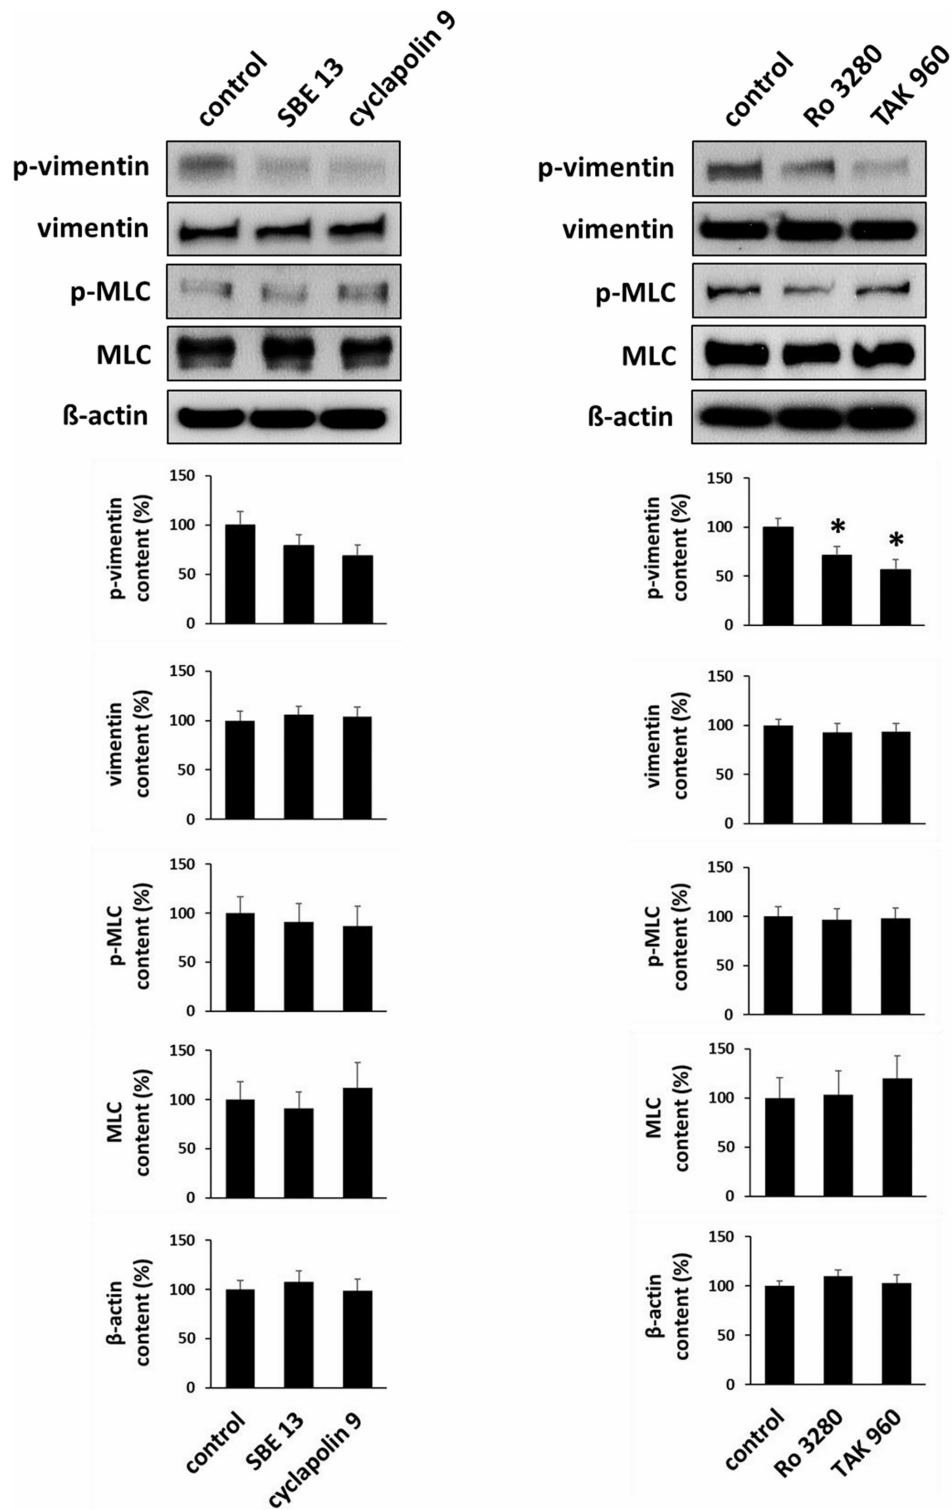 control
SBE 13
cyclapolin 9
p-vimentin
vimentin
p-MLC
MLC
ß-actin
150
100
50
0
p-vimentin
content (%)
150
100
50
0
vimentin
content (%)
150
100
50
0
p-MLC
content (%)
150
100
50
0
MLC
content (%)
150
100
50
0
β-actin
content (%)
control
SBE 13
cyclapolin 9
control
Ro 3280
TAK 960
p-vimentin
vimentin
p-MLC
MLC
ß-actin
150
100
50
0
p-vimentin
content (%)
*
*
150
100
50
0
vimentin
content (%)
150
100
50
0
p-MLC
content (%)
150
100
50
0
MLC
content (%)
150
100
50
0
β-actin
content (%)
control
Ro 3280
TAK 960